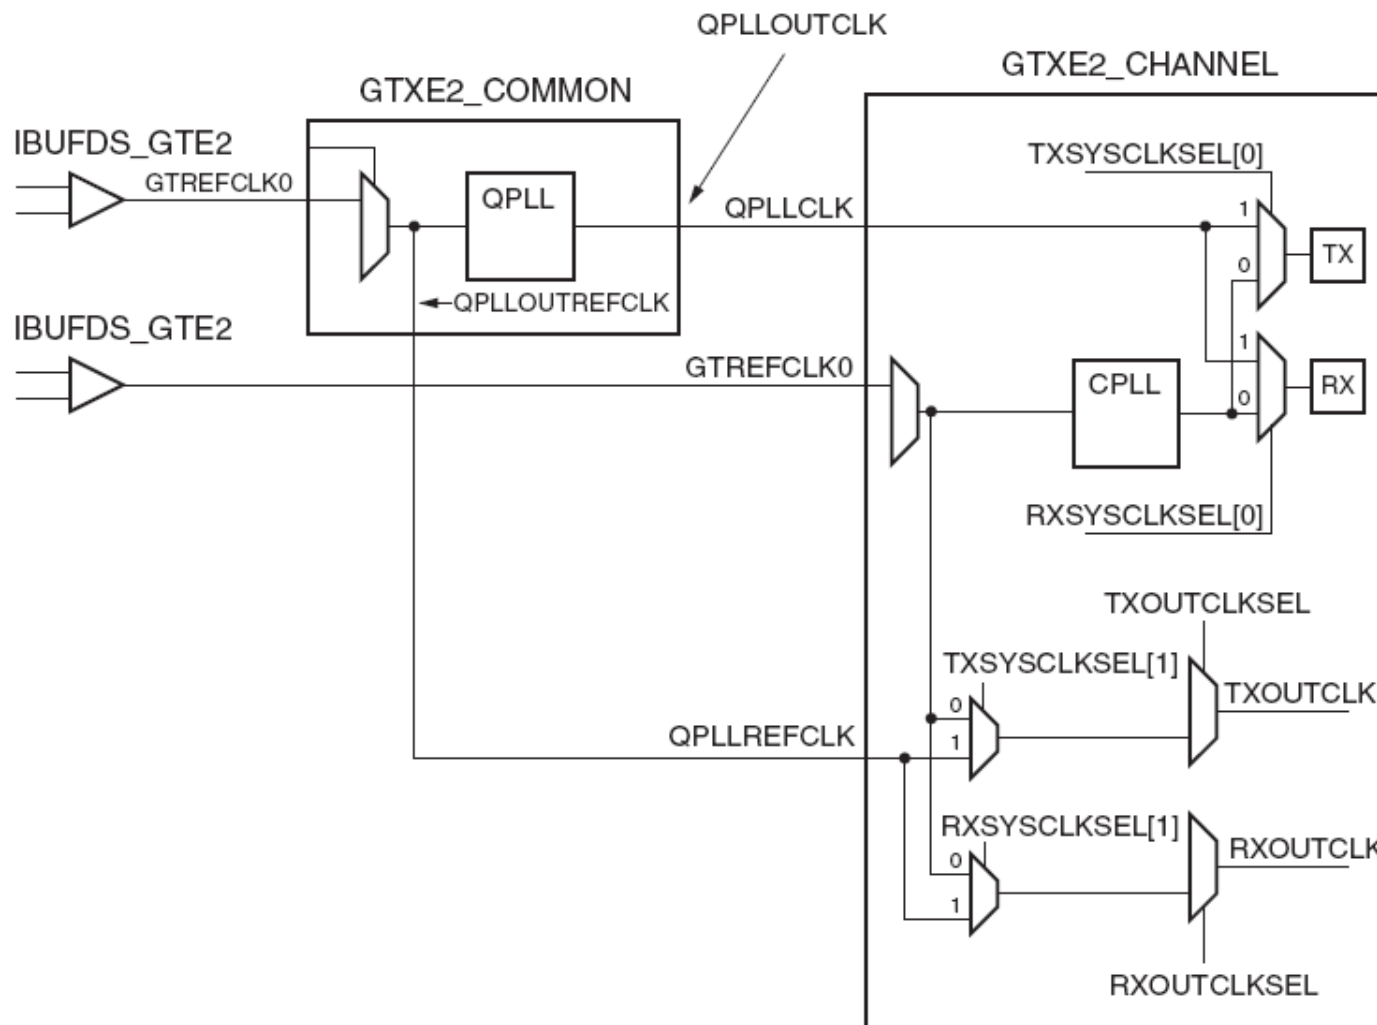 QPLLOUTCLK
GTXE2_CHANNEL
GTXE2_COMMON
IBUFDS_GTE2
GTREFCLK0
QPLL
QPLLCLK
TXSYSCLKSEL[0]
1
0
TX
QPLLOUTREFCLK
IBUFDS_GTE2
GTREFCLK0
CPLL
1
0
RX
RXSYSCLKSEL[0]
TXOUTCLKSEL
TXSYSCLKSEL[1]
0
1
TXOUTCLK
QPLLREFCLK
RXSYSCLKSEL[1]
0
1
RXOUTCLK
RXOUTCLKSEL